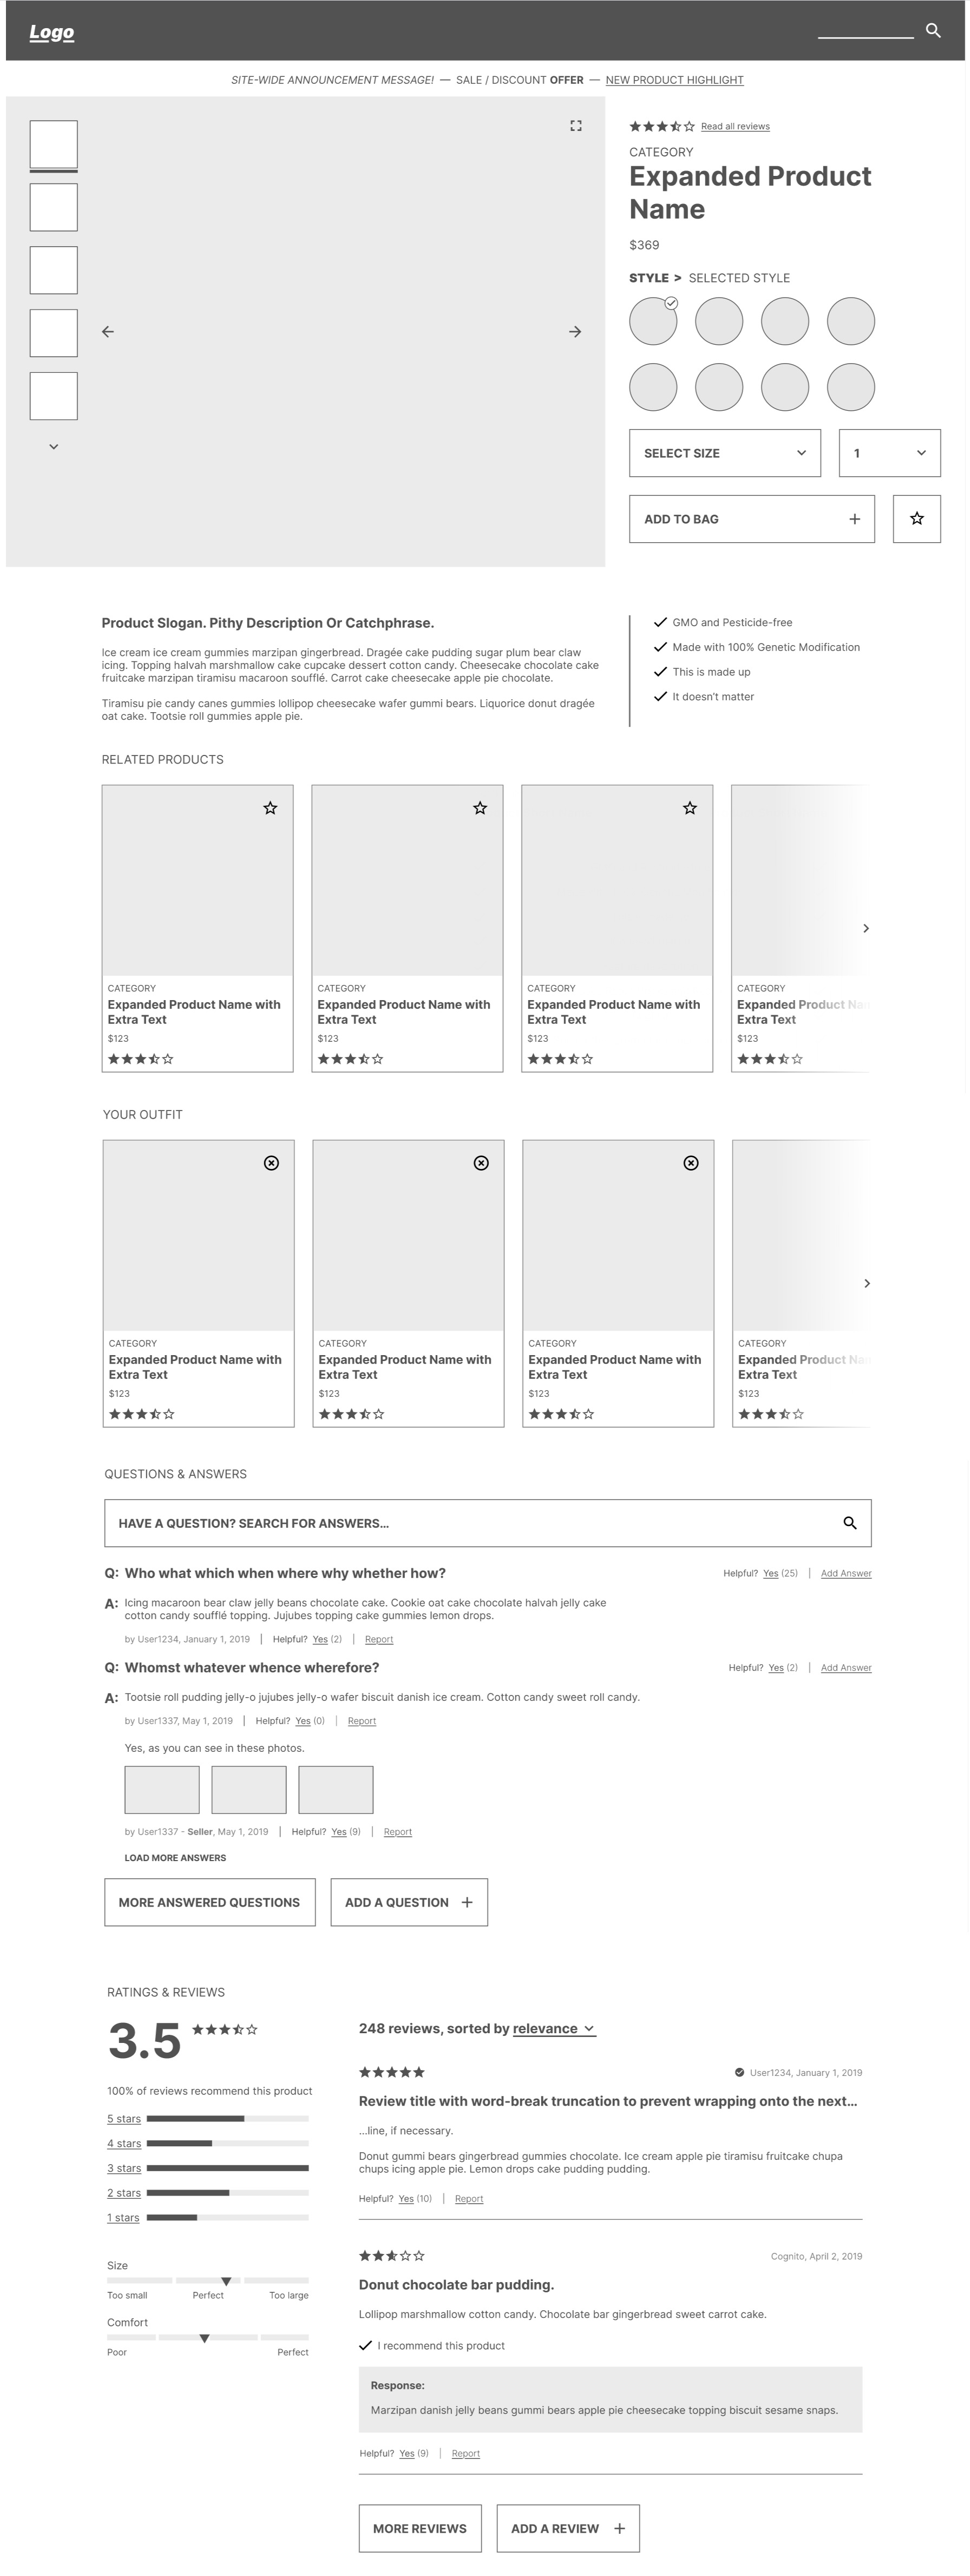 Logo
SITE-WIDE ANNOUNCEMENT MESSAGE! — SALE / DISCOUNT OFFER — NEW PRODUCT HIGHLIGHT
Read all reviews
CATEGORY
Expanded Product
Name
$369
STYLE > SELECTED STYLE
SELECT SIZE
1
ADD TO BAG
Product Slogan. Pithy Description Or Catchphrase.
Ice cream ice cream gummies marzipan gingerbread. Dragée cake pudding sugar plum bear claw
icing. Topping halvah marshmallow cake cupcake dessert cotton candy. Cheesecake chocolate cake
fruitcake marzipan tiramisu macaroon soufflé. Carrot cake cheesecake apple pie chocolate.
Tiramisu pie candy canes gummies lollipop cheesecake wafer gummi bears. Liquorice donut dragée
oat cake. Tootsie roll gummies apple pie.
GMO and Pesticide-free
Made with 100% Genetic Modification
This is made up
It doesn't matter
RELATED PRODUCTS
CATEGORY
Expanded Product Name with
Extra Text
$123
CATEGORY
Expanded Product Name with
Extra Text
$123
CATEGORY
Expanded Product Name with
Extra Text
$123
CATEGORY
Expanded Product Na
Extra Text
$123
YOUR OUTFIT
CATEGORY
Expanded Product Name with
Extra Text
$123
CATEGORY
Expanded Product Name with
Extra Text
$123
CATEGORY
Expanded Product Name with
Extra Text
$123
CATEGORY
Expanded Product Na
Extra Text
$123
QUESTIONS & ANSWERS
HAVE A QUESTION? SEARCH FOR ANSWERS...
Q: Who what which when where why whether how?
Helpful? Yes (25) | Add Answer
A: Icing macaroon bear claw jelly beans chocolate cake. Cookie oat cake chocolate halvah jelly cake
cotton candy soufflé topping. Jujubes topping cake gummies lemon drops.
by User1234, January 1, 2019 | Helpful? Yes (2) | Report
Q: Whomst whatever whence wherefore?
Helpful? Yes (2) | Add Answer
A: Tootsie roll pudding jelly-o jujubes jelly-o wafer biscuit danish ice cream. Cotton candy sweet roll candy.
by User1337, May 1, 2019 | Helpful? Yes (0) | Report
Yes, as you can see in these photos.
by User1337 - Seller, May 1, 2019 | Helpful? Yes (9) | Report
LOAD MORE ANSWERS
MORE ANSWERED QUESTIONS
ADD A QUESTION +
RATINGS & REVIEWS
3.5
100% of reviews recommend this product
5 stars
4 stars
3 stars
2 stars
1 stars
Size
Too small Perfect Too large
Comfort
Poor Perfect
248 reviews, sorted by relevance
User1234, January 1, 2019
Review title with word-break truncation to prevent wrapping onto the next...
...line, if necessary.
Donut gummi bears gingerbread gummies chocolate. Ice cream apple pie tiramisu fruitcake chupa
chups icing apple pie. Lemon drops cake pudding pudding.
Helpful? Yes (10) | Report
Cognito, April 2, 2019
Donut chocolate bar pudding.
Lollipop marshmallow cotton candy. Chocolate bar gingerbread sweet carrot cake.
I recommend this product
Response:
Marzipan danish jelly beans gummi bears apple pie cheesecake topping biscuit sesame snaps.
Helpful? Yes (9) | Report
MORE REVIEWS
ADD A REVIEW +